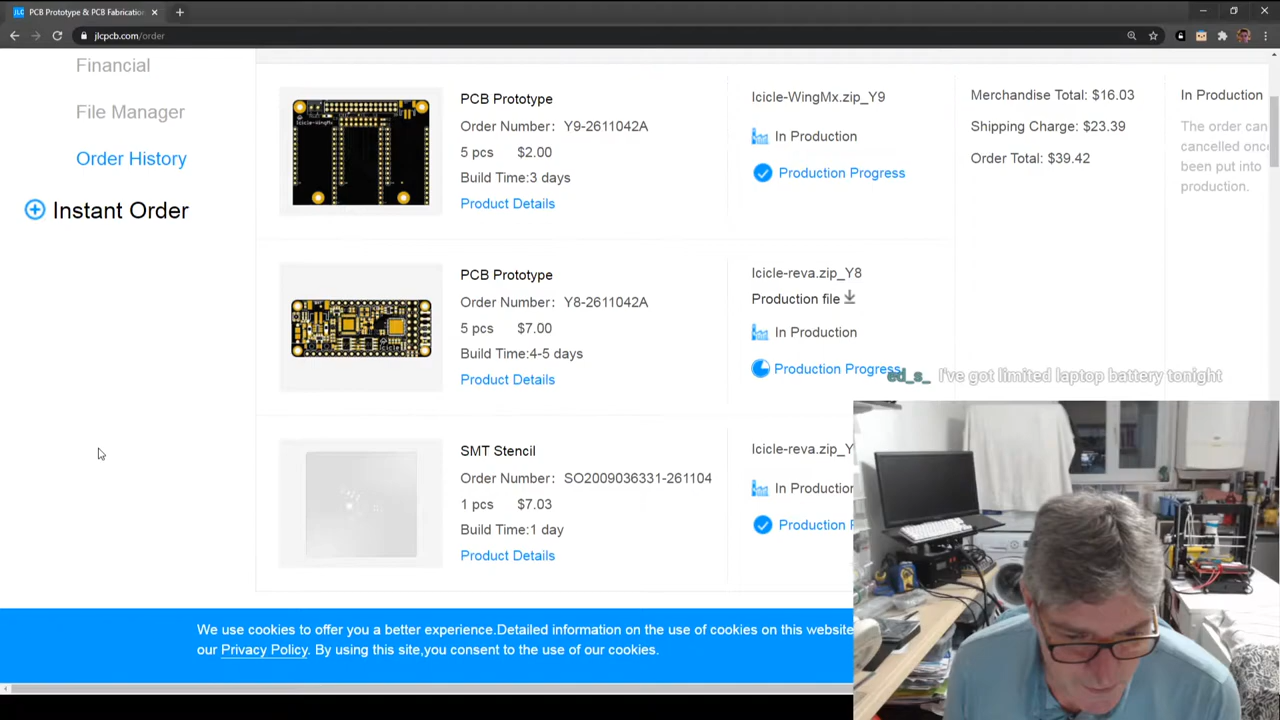 PCB Prototype & PCB Fabrication
jlcpcb.com/order
Financial
File Manager
Order History
Instant Order
PCB Prototype
Order Number: Y9-2611042A
5 pcs $2.00
Build Time:3 days
Product Details
Icicle-WingMx.zip_Y9
In Production
Production Progress
Merchandise Total: $16.03
Shipping Charge: $23.39
Order Total: $39.42
In Production
The order can
cancelled once
been put into
production.
PCB Prototype
Order Number: Y8-2611042A
5 pcs $7.00
Build Time:4-5 days
Product Details
Icicle-reva.zip_Y8
Production file
In Production
Production Progress
ed_s_ I've got limited laptop battery tonight
SMT Stencil
Order Number: SO2009036331-261104
1 pcs $7.03
Build Time:1 day
Product Details
Icicle-reva.zip_Y
In Production
Production P
We use cookies to offer you a better experience.Detailed information on the use of cookies on this website
our Privacy Policy. By using this site,you consent to the use of our cookies.